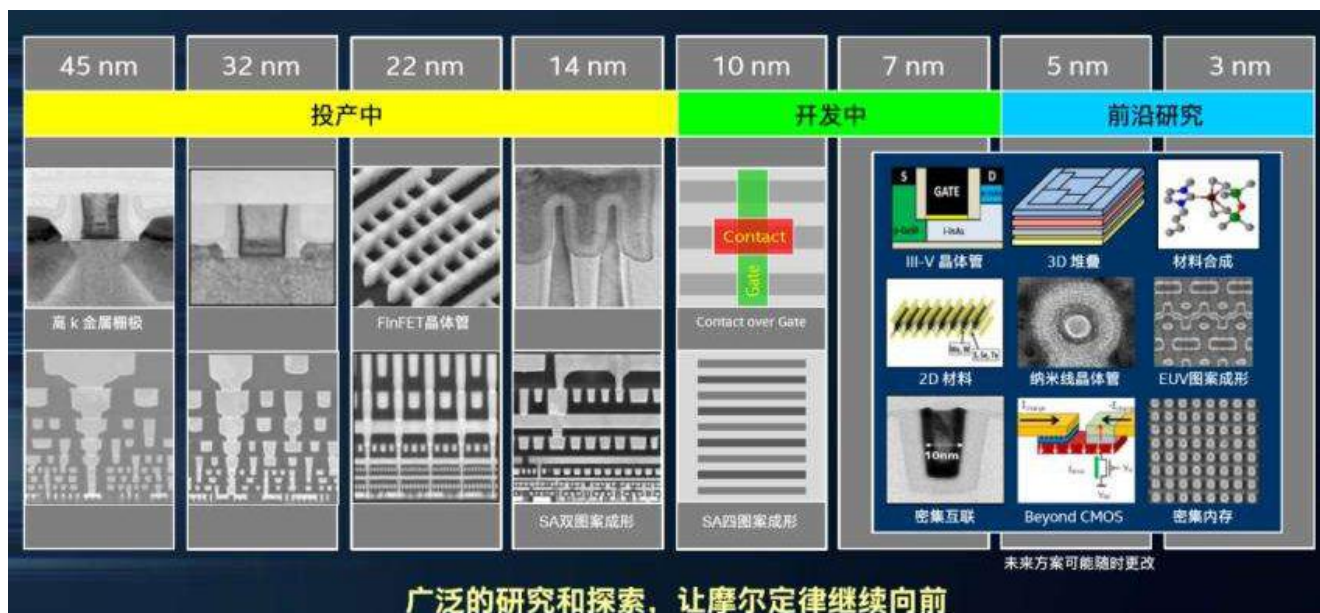 45 nm
32 nm
22 nm
14 nm
10 nm
7 nm
5 nm
3 nm
投产中
开发中
前沿研究
高 k 金属栅极
FinFET晶体管
Contact
Gate
Contact over Gate
SA双图案成形
SA四图案成形
S
GATE
D
i-InAs
III-V 晶体管
3D 堆叠
材料合成
Mo, W
S, Se, Te
2D 材料
纳米线晶体管
EUV图案成形
10nm
密集互联
Beyond CMOS
密集内存
未来方案可能随时更改
广泛的研究和探索，让摩尔定律继续向前